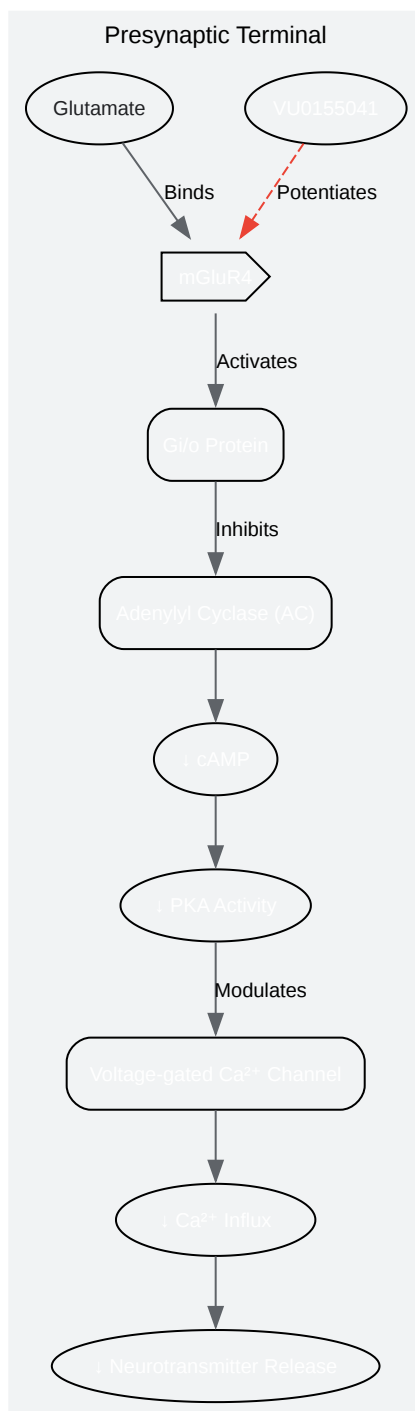 Presynaptic Terminal
Glutamate
VU0155041
Binds
Potentiates
mGluR4
Activates
Gi/o Protein
Inhibits
Adenylyl Cyclase (AC)
↓ cAMP
↓ PKA Activity
Modulates
Voltage-gated Ca²⁺ Channel
↓ Ca²⁺ Influx
↓ Neurotransmitter Release